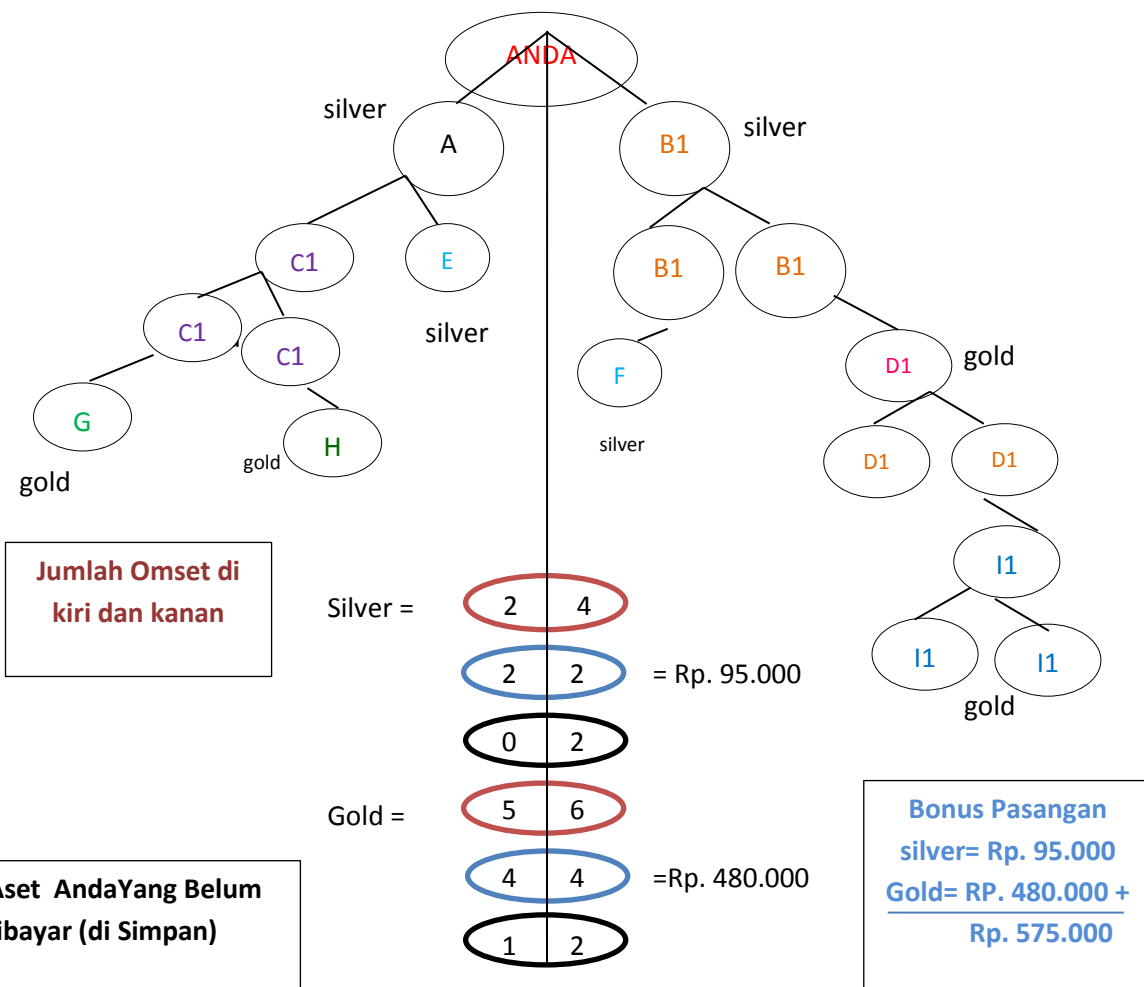 ANDA
silver
A
B1
silver
C1
E
B1
B1
silver
C1
C1
F
D1
gold
G
H
silver
D1
D1
gold
gold
I1
I1
I1
gold
Jumlah Omset di
kiri dan kanan
Silver =
2 4
2 2 = Rp. 95.000
0 2
Gold =
5 6
4 4 =Rp. 480.000
1 2
Aset AndaYang Belum
ibayar (di Simpan)
Bonus Pasangan
silver= Rp. 95.000
Gold= RP. 480.000 +
Rp. 575.000